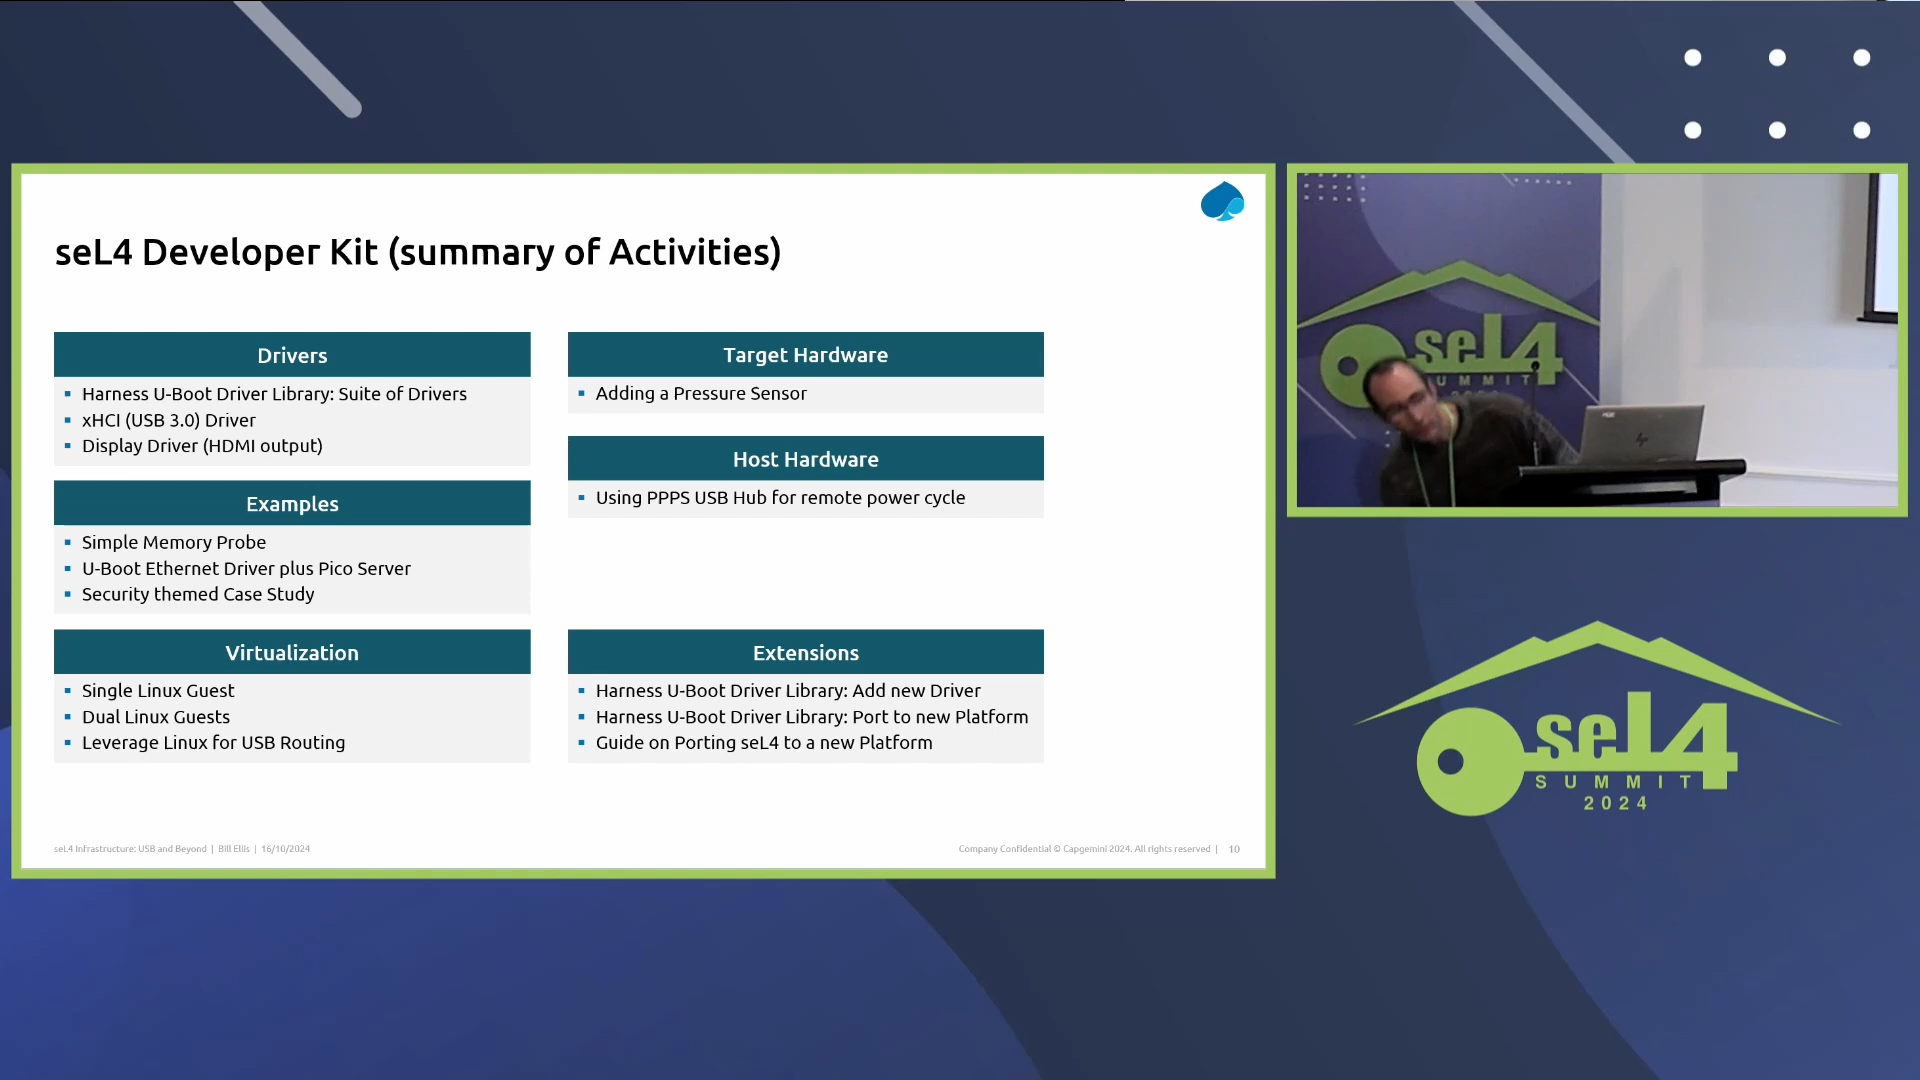 seL4 Developer Kit (summary of Activities)
Drivers
Harness U-Boot Driver Library: Suite of Drivers
xHCI (USB 3.0) Driver
Display Driver (HDMI output)
Examples
Simple Memory Probe
U-Boot Ethernet Driver plus Pico Server
Security themed Case Study
Virtualization
Single Linux Guest
Dual Linux Guests
Leverage Linux for USB Routing
Target Hardware
Adding a Pressure Sensor
Host Hardware
Using PPPS USB Hub for remote power cycle
Extensions
Harness U-Boot Driver Library: Add new Driver
Harness U-Boot Driver Library: Port to new Platform
Guide on Porting seL4 to a new Platform
seL4 Infrastructure: USB and Beyond | Bill Ellis | 16/10/2024
Company Confidential © Capgemini 2024. All rights reserved | 10
seL4
UMMIT
hp
seL4
SUMMIT
2024